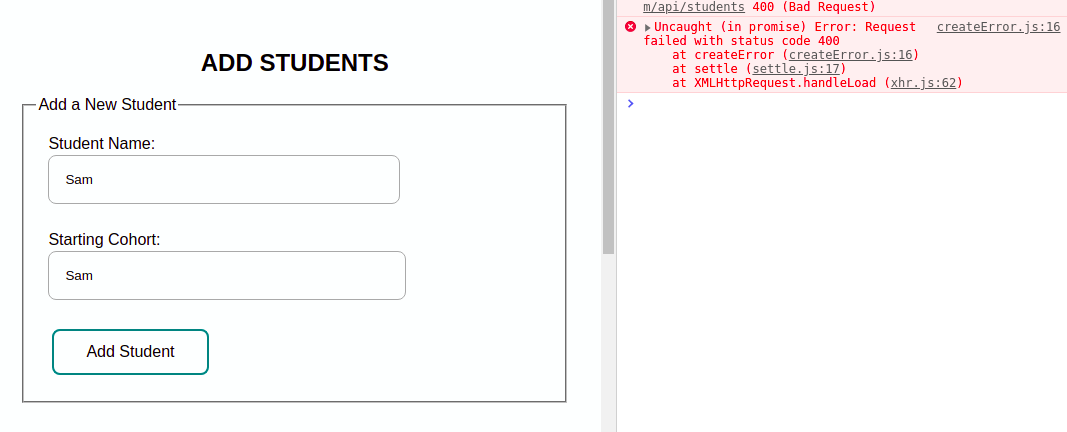 ADD STUDENTS
Add a New Student
Student Name:
Sam
Starting Cohort:
Sam
Add Student
m/api/students 400 (Bad Request)
Uncaught (in promise) Error: Request createError.js:16
failed with status code 400
at createError (createError.js:16)
at settle (settle.js:17)
at XMLHttpRequest.handleLoad (xhr.js:62)